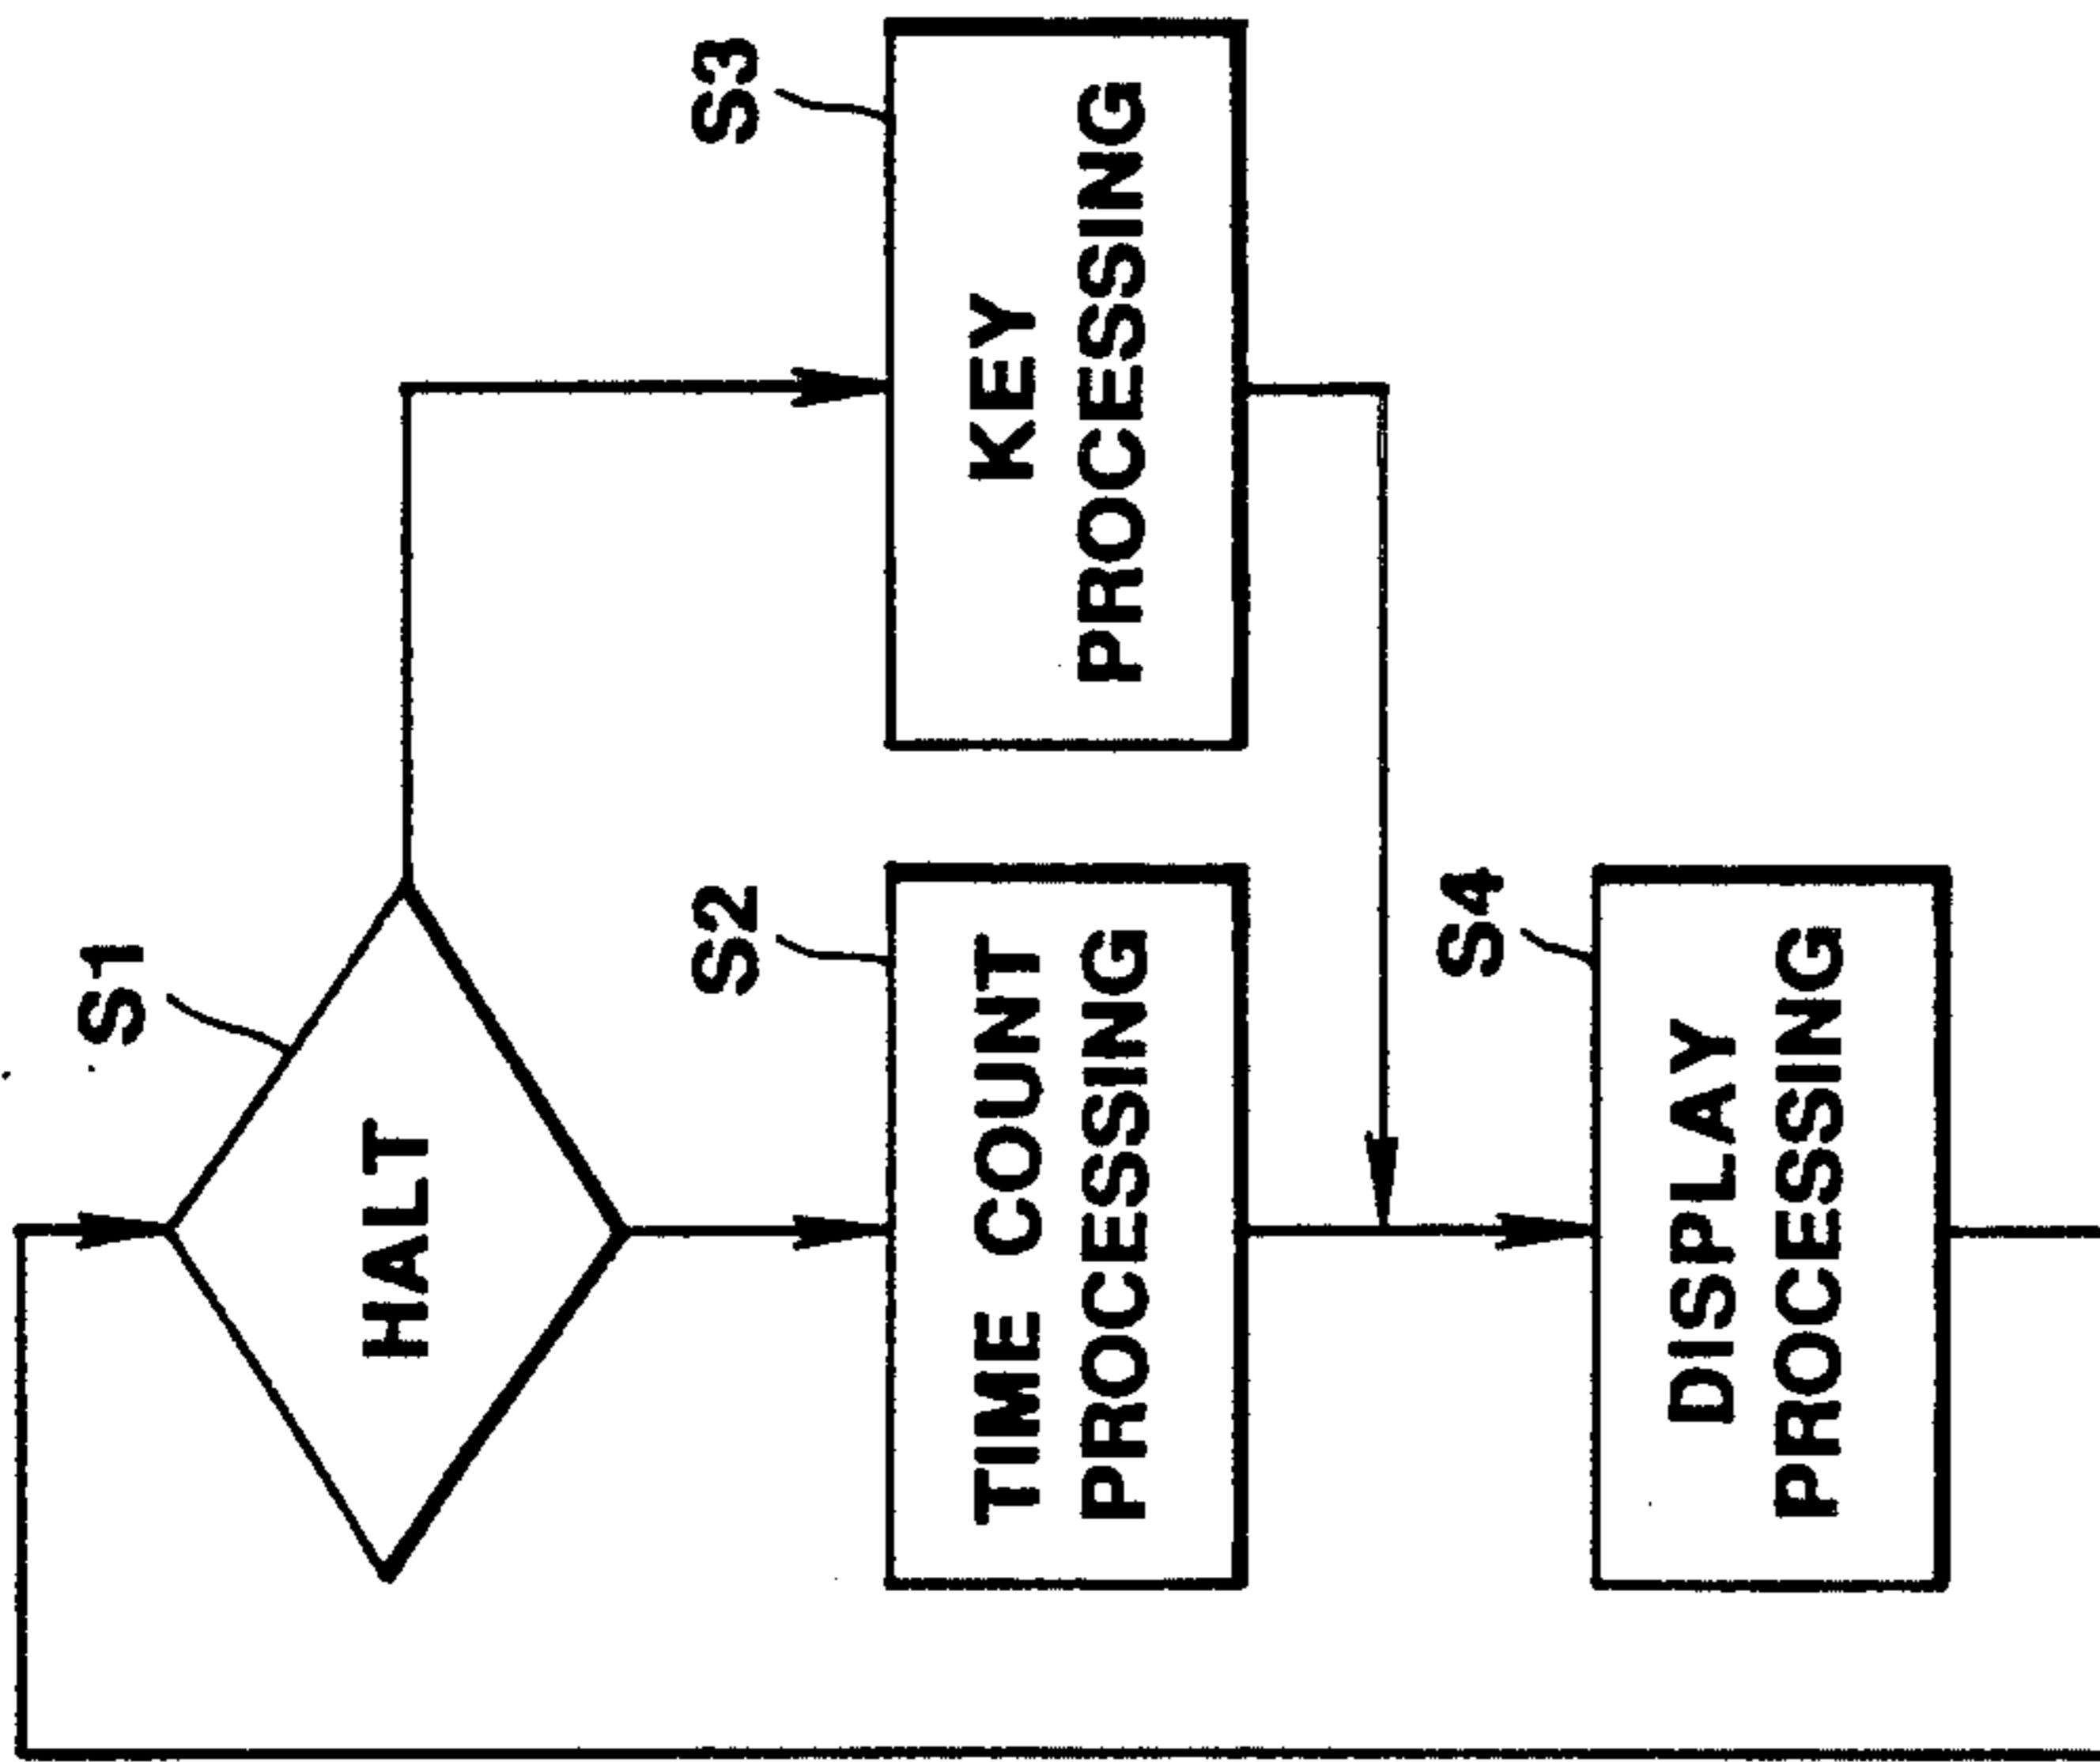 S1
HALT
S2
TIME COUNT
PROCESSING
S3
KEY
PROCESSING
S4
DISPLAY
PROCESSING